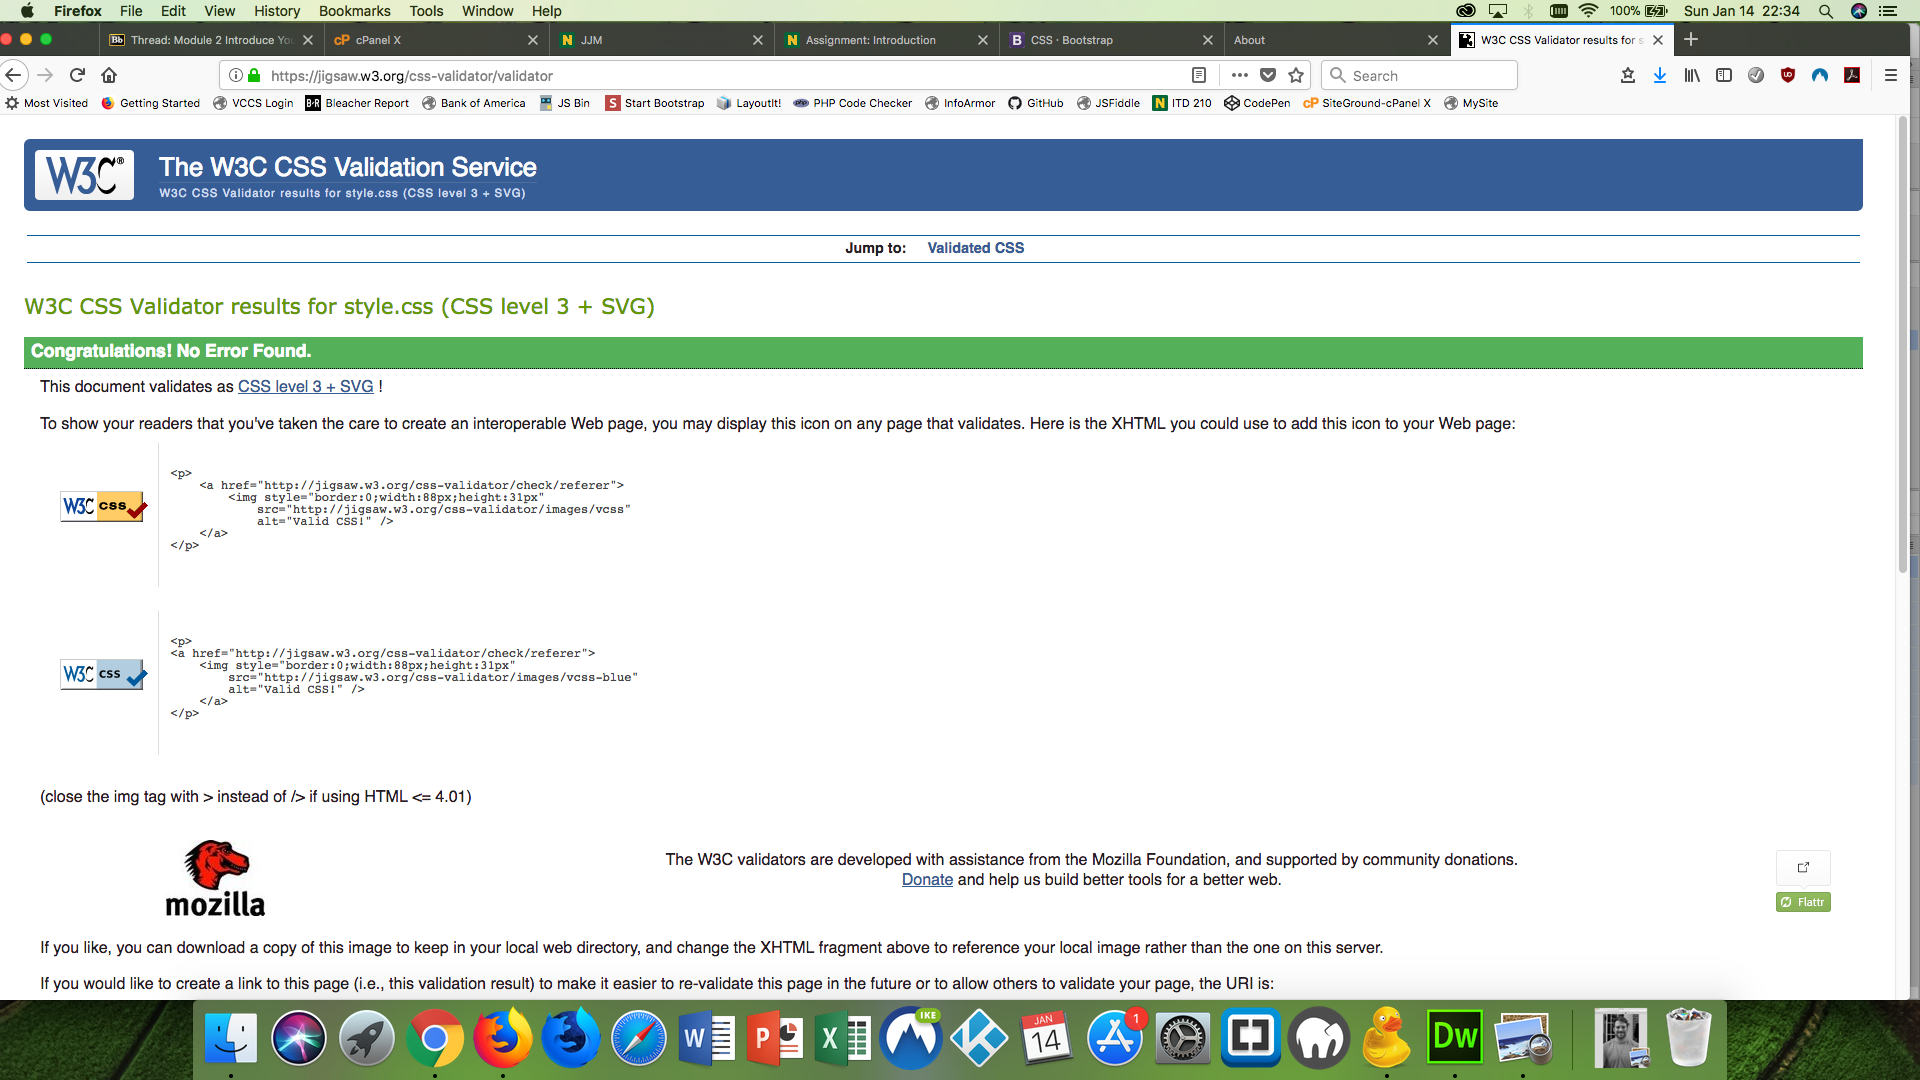 Firefox File Edit View History Bookmarks Tools Window Help 100% Sun Jan 14 22:34
Bb Thread: Module 2 Introduce Yo
cP cPanel X
N JJM
N Assignment: Introduction
B CSS · Bootstrap
About
W3C CSS Validator results for s
https://jigsaw.w3.org/css-validator/validator
Search
Most Visited Getting Started VCCS Login B·R Bleacher Report Bank of America JS Bin S Start Bootstrap LayoutIt! PHP Code Checker InfoArmor GitHub JSFiddle N ITD 210 CodePen cP SiteGround-cPanel X MySite
W3C®
The W3C CSS Validation Service
W3C CSS Validator results for style.css (CSS level 3 + SVG)
Jump to: Validated CSS
W3C CSS Validator results for style.css (CSS level 3 + SVG)
Congratulations! No Error Found.
This document validates as CSS level 3 + SVG !
To show your readers that you've taken the care to create an interoperable Web page, you may display this icon on any page that validates. Here is the XHTML you could use to add this icon to your Web page:
W3C css
<p>
<a href="http://jigsaw.w3.org/css-validator/check/referer">
<img style="border:0;width:88px;height:31px"
src="http://jigsaw.w3.org/css-validator/images/vcss"
alt="Valid CSS!" />
</a>
</p>
W3C css
<p>
<a href="http://jigsaw.w3.org/css-validator/check/referer">
<img style="border:0;width:88px;height:31px"
src="http://jigsaw.w3.org/css-validator/images/vcss-blue"
alt="Valid CSS!" />
</a>
</p>
(close the img tag with > instead of /> if using HTML <= 4.01)
mozilla
The W3C validators are developed with assistance from the Mozilla Foundation, and supported by community donations.
Donate and help us build better tools for a better web.
Flattr
If you like, you can download a copy of this image to keep in your local web directory, and change the XHTML fragment above to reference your local image rather than the one on this server.
If you would like to create a link to this page (i.e., this validation result) to make it easier to re-validate this page in the future or to allow others to validate your page, the URI is:
W
P
X
IKE
JAN
14
1
Dw